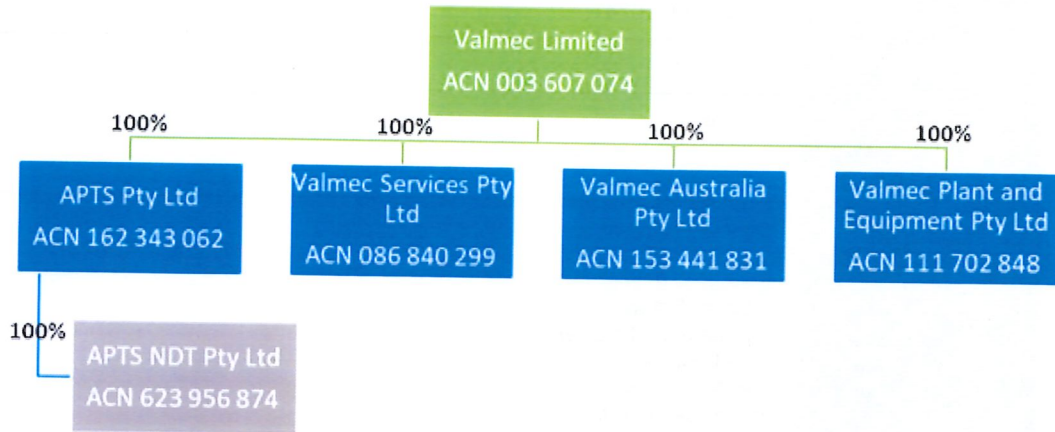 Valmec Limited
ACN 003 607 074
100%
100%
100%
100%
APTS Pty Ltd
ACN 162 343 062
Valmec Services Pty
Ltd
ACN 086 840 299
Valmec Australia
Pty Ltd
ACN 153 441 831
Valmec Plant and
Equipment Pty Ltd
ACN 111 702 848
100%
APTS NDT Pty Ltd
ACN 623 956 874